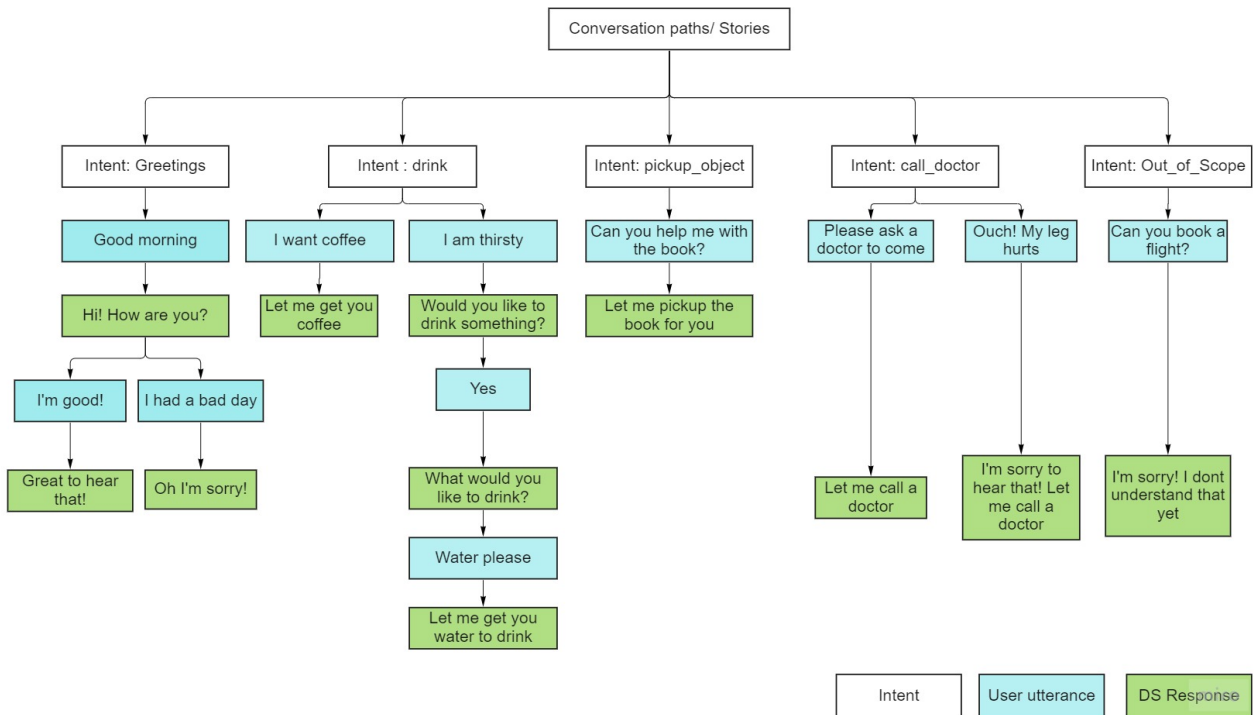 Conversation paths/ Stories
Intent: Greetings
Intent : drink
Intent: pickup_object
Intent: call_doctor
Intent: Out_of_Scope
Good morning
I want coffee
I am thirsty
Can you help me with
the book?
Please ask a
doctor to come
Ouch! My leg
hurts
Can you book a
flight?
Hi! How are you?
Let me get you
coffee
Would you like to
drink something?
Let me pickup the
book for you
I'm good!
I had a bad day
Yes
Great to hear
that!
Oh I'm sorry!
What would you
like to drink?
Let me call a
doctor
I'm sorry to
hear that! Let
me call a
doctor
I'm sorry! I dont
understand that
yet
Water please
Let me get you
water to drink
Intent
User utterance
DS Response